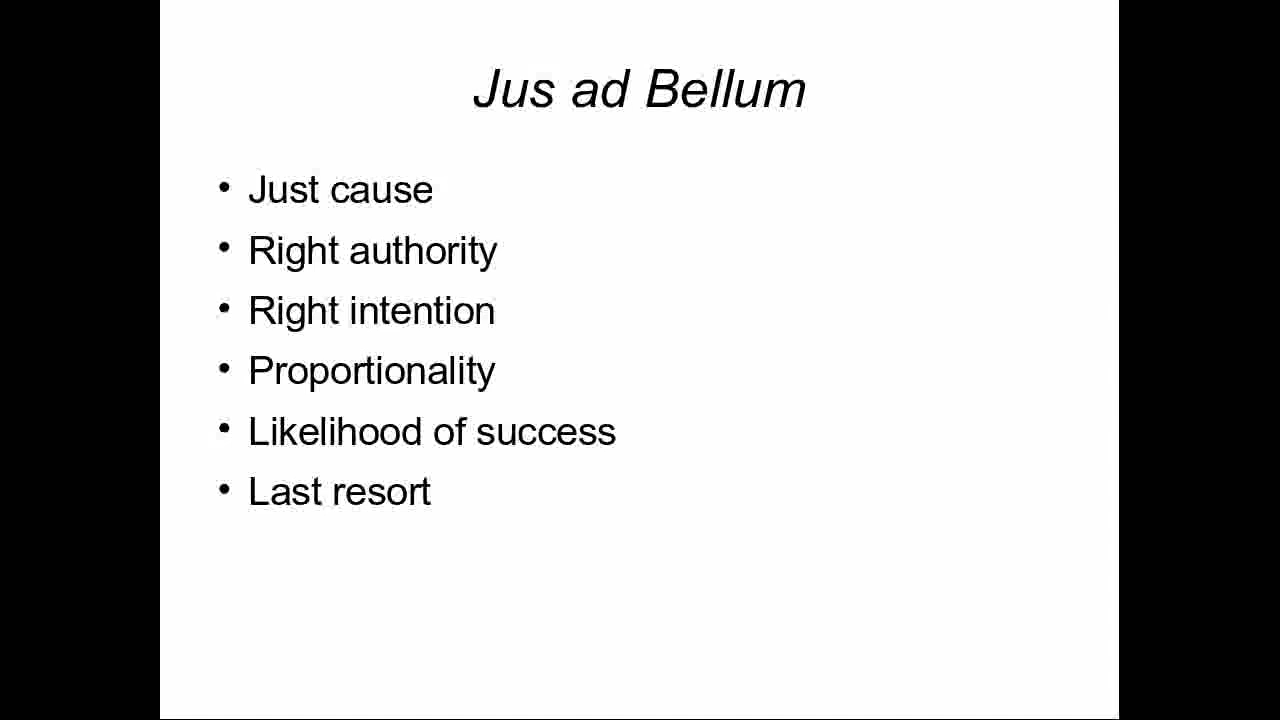 Jus ad Bellum
• Just cause
• Right authority
• Right intention
• Proportionality
• Likelihood of success
• Last resort